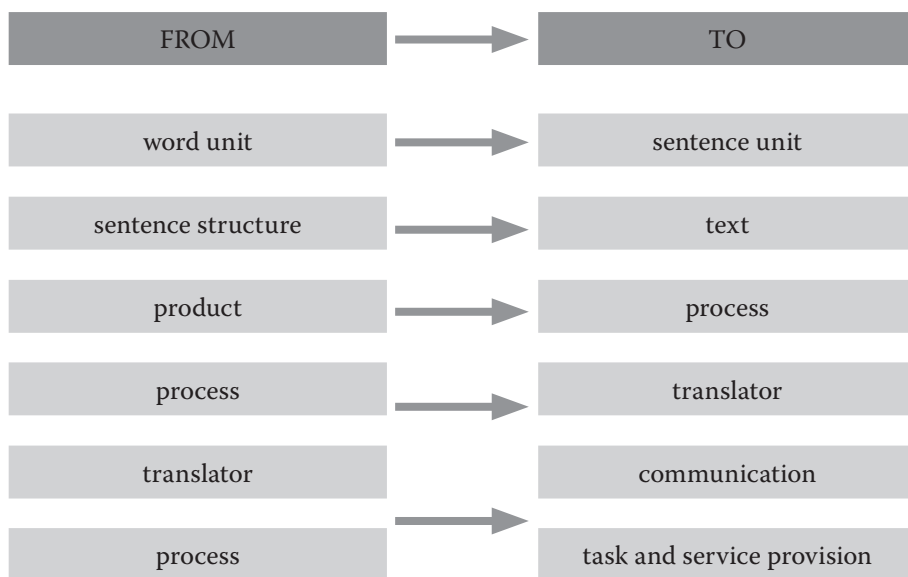 FROM TO
word unit sentence unit
sentence structure text
product process
process translator
translator communication
process task and service provision